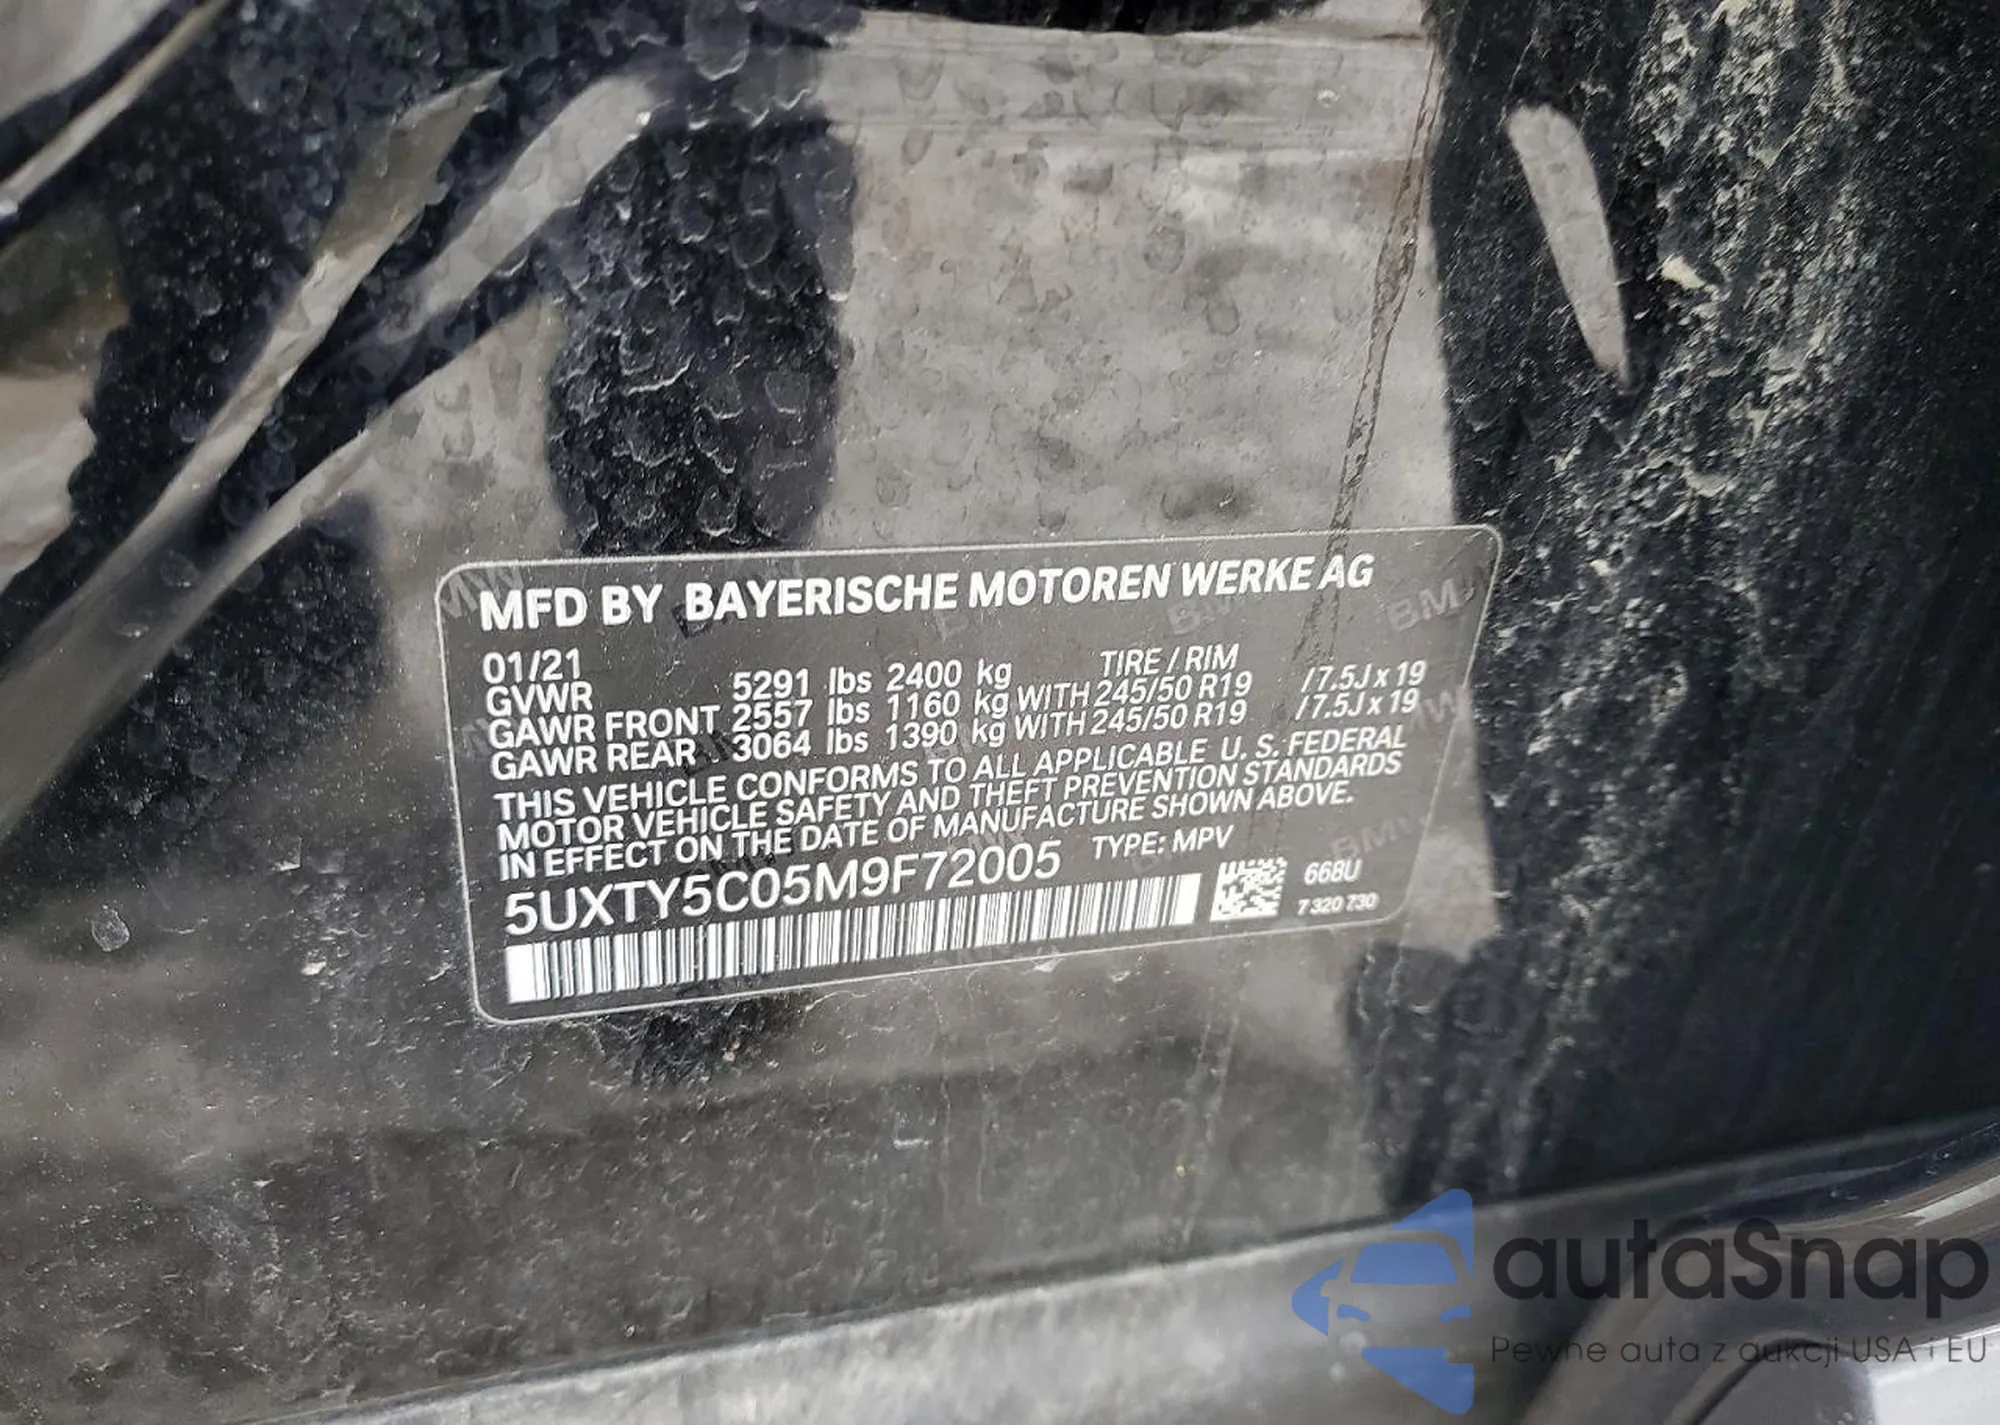 MFD BY BAYERISCHE MOTOREN WERKE AG
01/21 TIRE / RIM
GVWR 5291 lbs 2400 kg
GAWR FRONT 2557 lbs 1160 kg WITH 245/50 R19 / 7.5J x 19
GAWR REAR 3064 lbs 1390 kg WITH 245/50 R19 / 7.5J x 19
THIS VEHICLE CONFORMS TO ALL APPLICABLE U. S. FEDERAL
MOTOR VEHICLE SAFETY AND THEFT PREVENTION STANDARDS
IN EFFECT ON THE DATE OF MANUFACTURE SHOWN ABOVE.
5UXTY5C05M9F72005 TYPE: MPV
668U
7 320 730
autaSnap
Pewne auta z aukcji USA i EU